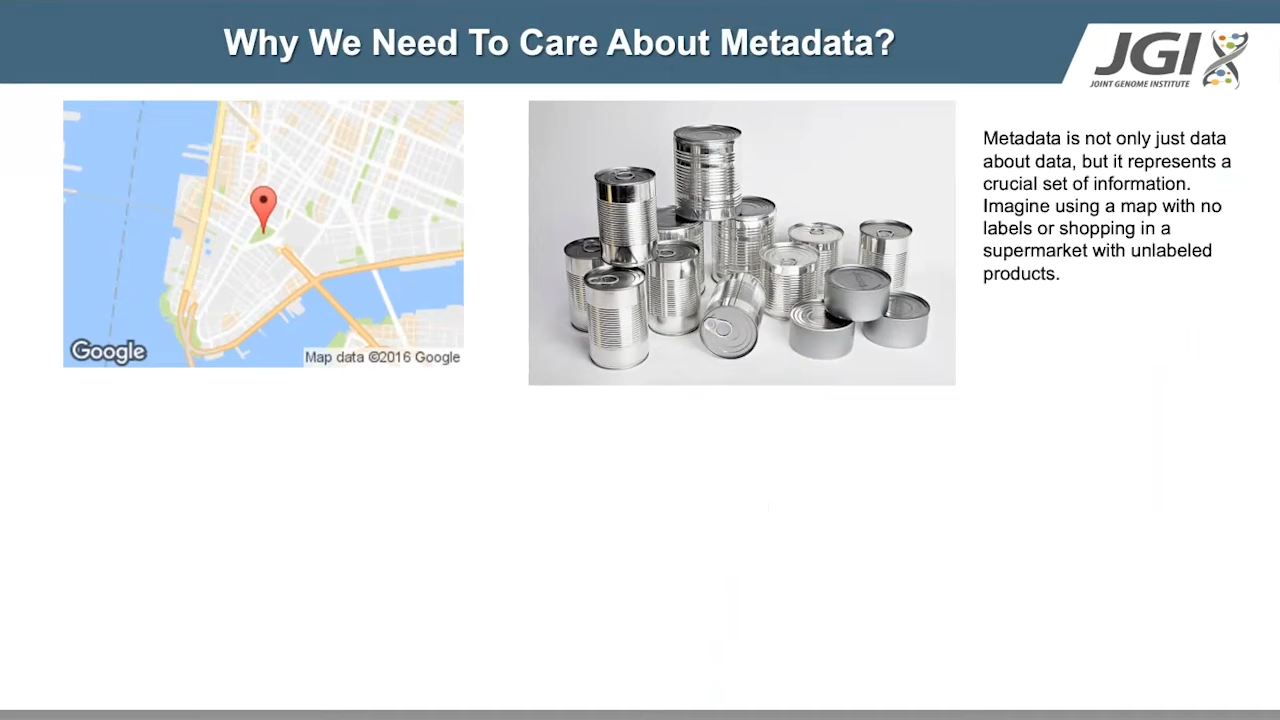 Why We Need To Care About Metadata?
JGI
JOINT GENOME INSTITUTE
Google
Map data ©2016 Google
Metadata is not only just data
about data, but it represents a
crucial set of information.
Imagine using a map with no
labels or shopping in a
supermarket with unlabeled
products.